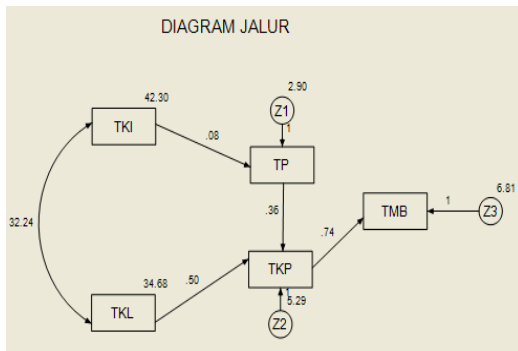 DIAGRAM JALUR
2.90
42.30
Z1
TKI
1
.08
TP
6.81
.36
TMB
1
Z3
32.24
.74
TKP
34.68
.50
1
5.29
TKL
Z2